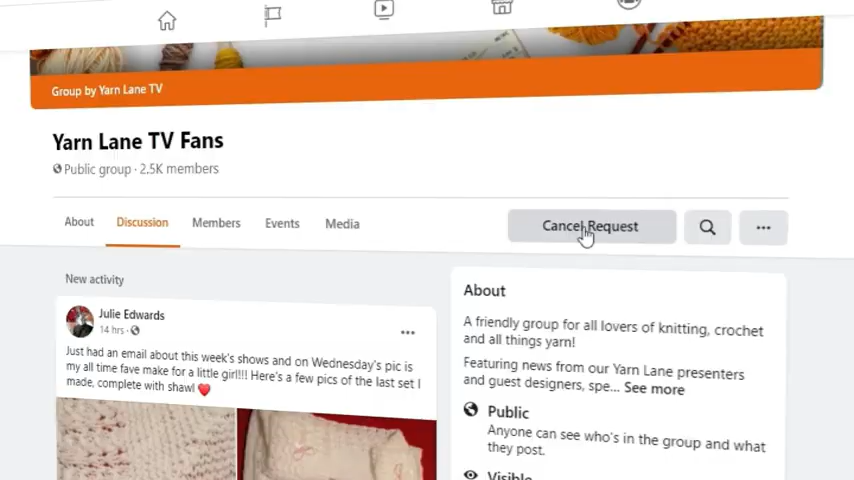 Group by Yarn Lane TV
Yarn Lane TV Fans
Public group · 2.5K members
About Discussion Members Events Media Cancel Request
New activity
Julie Edwards
14 hrs ·
Just had an email about this week's shows and on Wednesday's pic is
my all time fave make for a little girl!!!! Here's a few pics of the last set I
made, complete with shawl ❤️
About
A friendly group for all lovers of knitting, crochet
and all things yarn!
Featuring news from our Yarn Lane presenters
and guest designers, spe... See more
Public
Anyone can see who's in the group and what
they post.
Visible